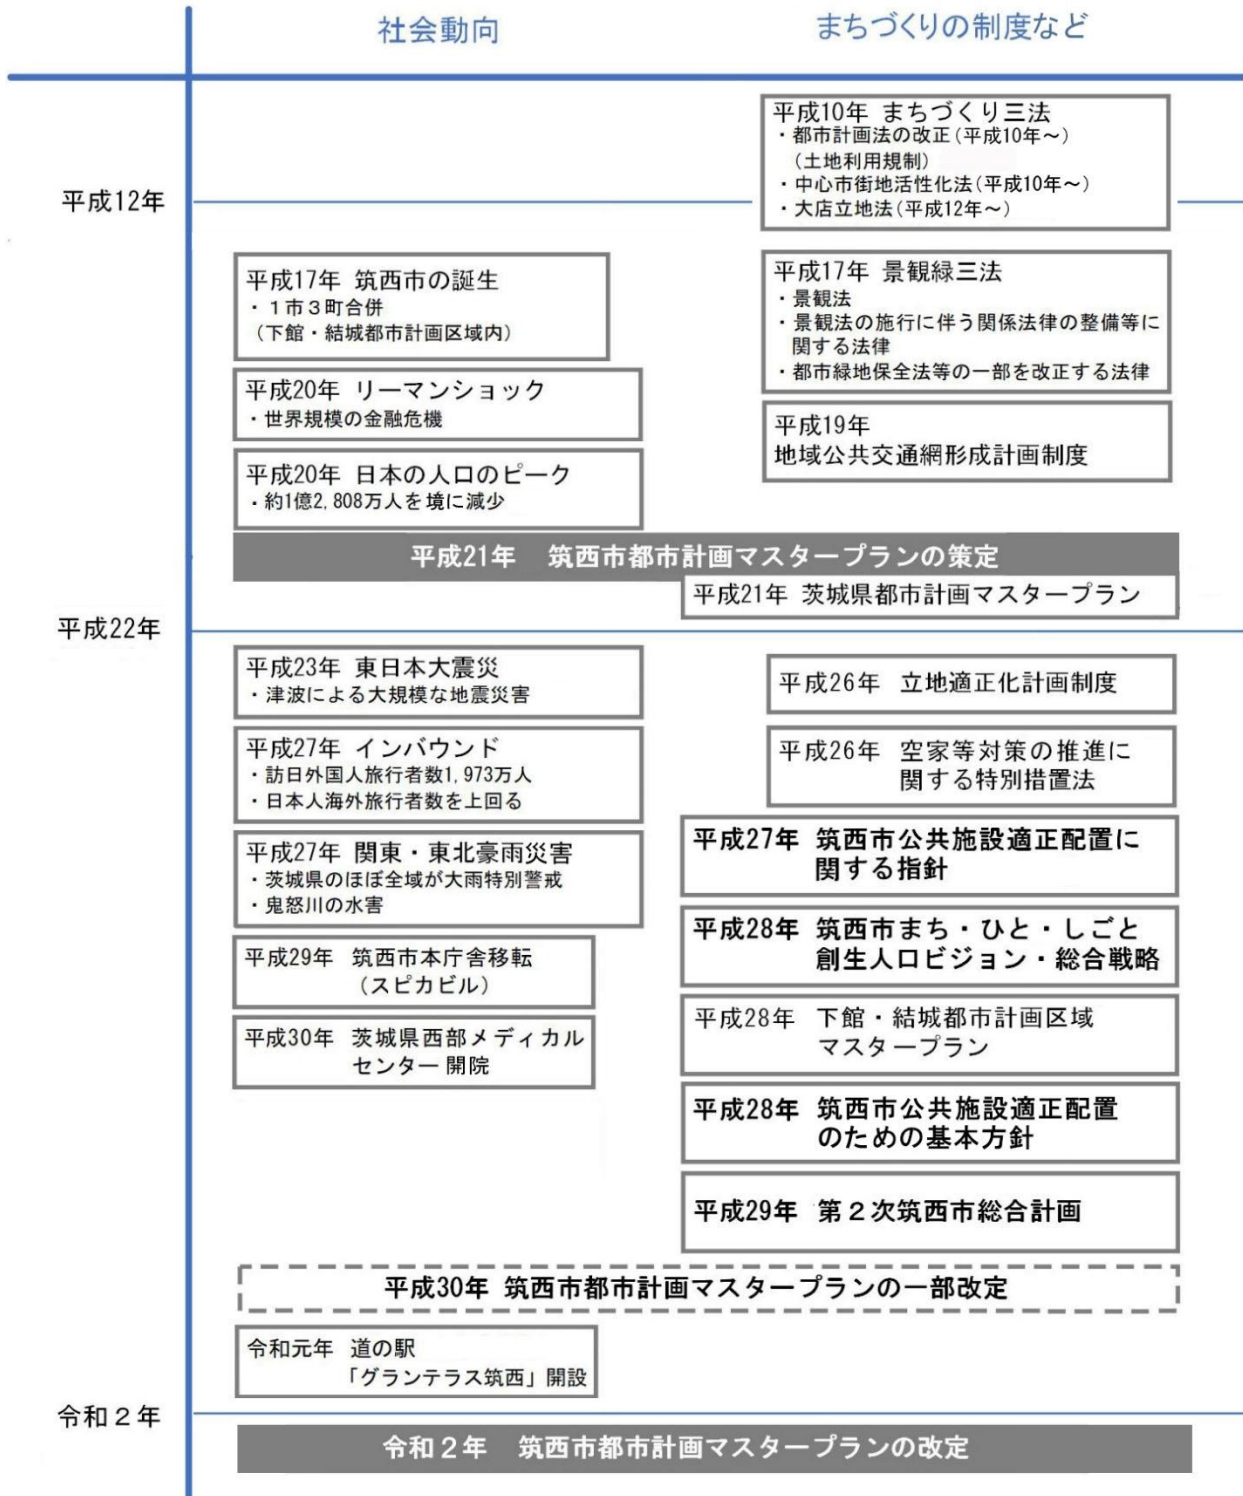 社会動向
まちづくりの制度など
平成10年 まちづくり三法
・都市計画法の改正(平成10年～)
(土地利用規制)
・中心市街地活性化法(平成10年～)
・大店立地法(平成12年～)
平成12年
平成17年 筑西市の誕生
・１市３町合併
(下館・結城都市計画区域内)
平成17年 景観緑三法
・景観法
・景観法の施行に伴う関係法律の整備等に
関する法律
・都市緑地保全法等の一部を改正する法律
平成20年 リーマンショック
・世界規模の金融危機
平成19年
地域公共交通網形成計画制度
平成20年 日本の人口のピーク
・約1億2,808万人を境に減少
平成21年 筑西市都市計画マスタープランの策定
平成21年 茨城県都市計画マスタープラン
平成22年
平成23年 東日本大震災
・津波による大規模な地震災害
平成26年 立地適正化計画制度
平成27年 インバウンド
・訪日外国人旅行者数1,973万人
・日本人海外旅行者数を上回る
平成26年 空家等対策の推進に
関する特別措置法
平成27年 関東・東北豪雨災害
・茨城県のほぼ全域が大雨特別警戒
・鬼怒川の水害
平成27年 筑西市公共施設適正配置に
関する指針
平成29年 筑西市本庁舎移転
(スピカビル)
平成28年 筑西市まち・ひと・しごと
創生人口ビジョン・総合戦略
平成30年 茨城県西部メディカル
センター開院
平成28年 下館・結城都市計画区域
マスタープラン
平成28年 筑西市公共施設適正配置
のための基本方針
平成29年 第２次筑西市総合計画
平成30年 筑西市都市計画マスタープランの一部改定
令和元年 道の駅
「グランテラス筑西」開設
令和２年
令和２年 筑西市都市計画マスタープランの改定